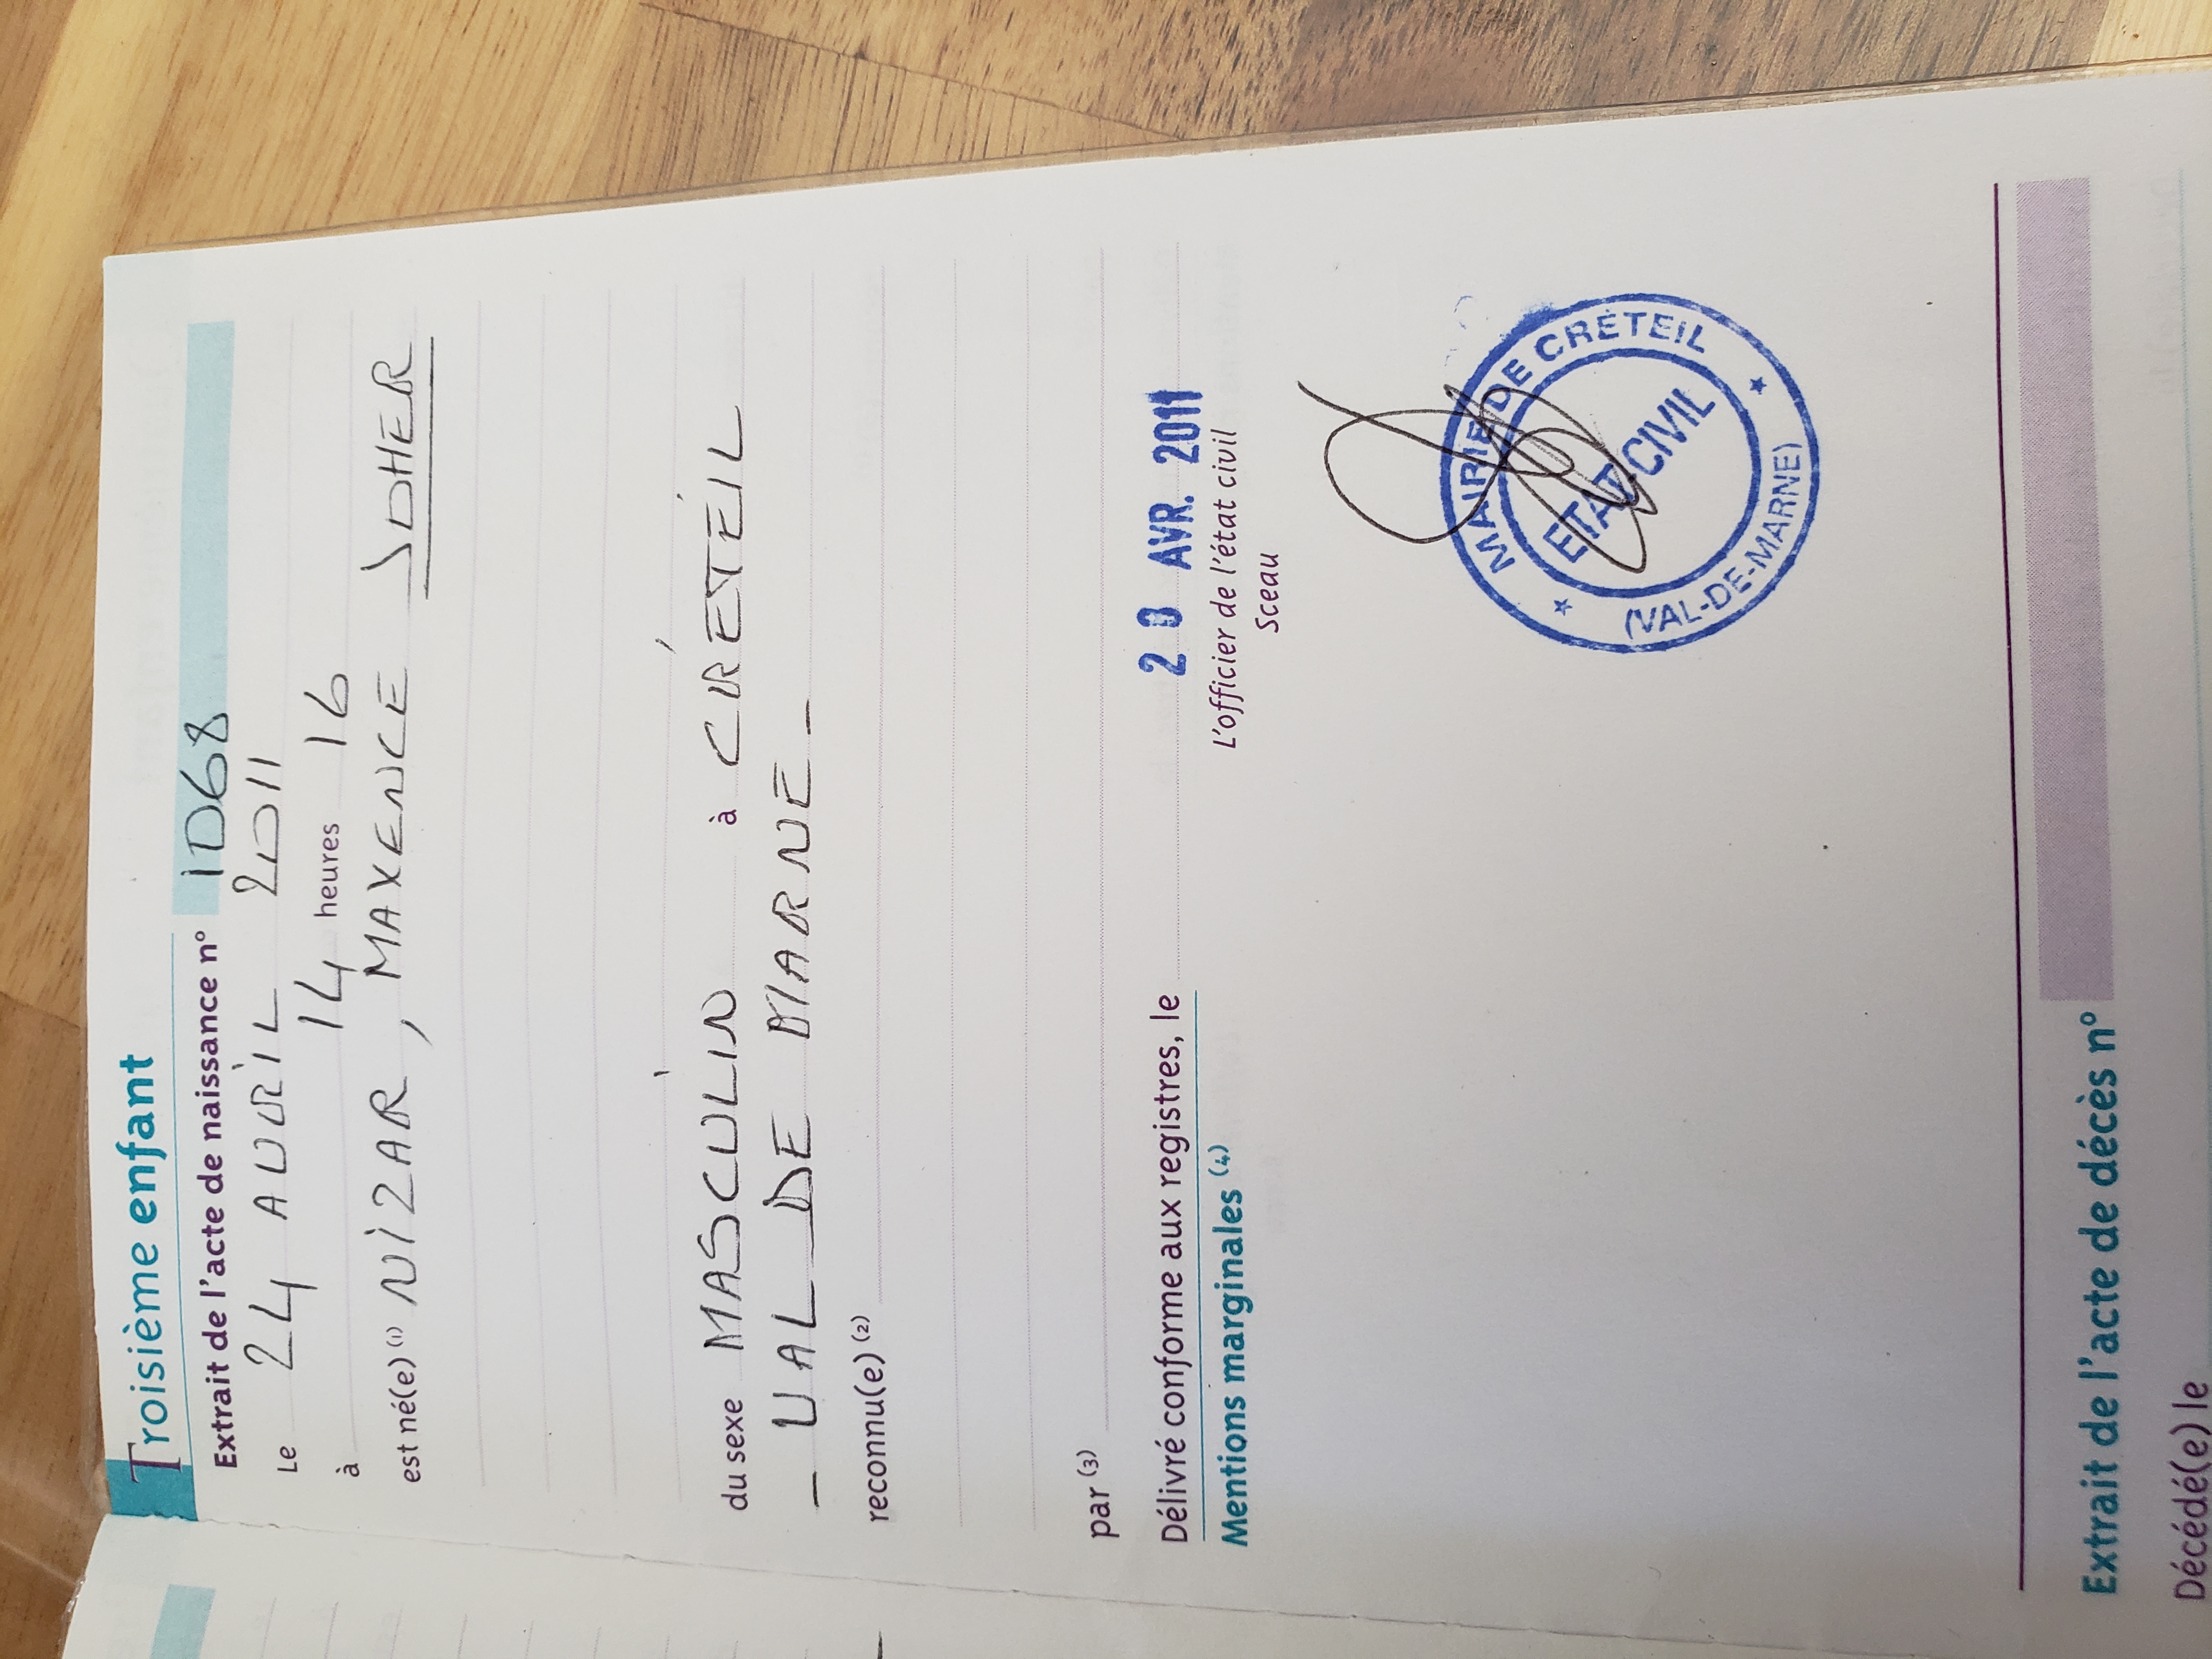 Troisième enfant
Extrait de l'acte de naissance n° 1068
Le 24 AVRIL 2011
à 14 heures 16
est né(e) (1) NIZAR, MAXENCE
du sexe MASCULIN à CRÉTEIL
- VAL DE MARNE -
reconnu(e) (2)
par (3)
Délivré conforme aux registres, le 28 AVR. 2011
L'officier de l'état civil
Sceau
Mentions marginales (4)
MAIRIE DE CRÉTEIL
ETAT CIVIL
(VAL-DE-MARNE)
Extrait de l'acte de décès n°
Décédé(e) le